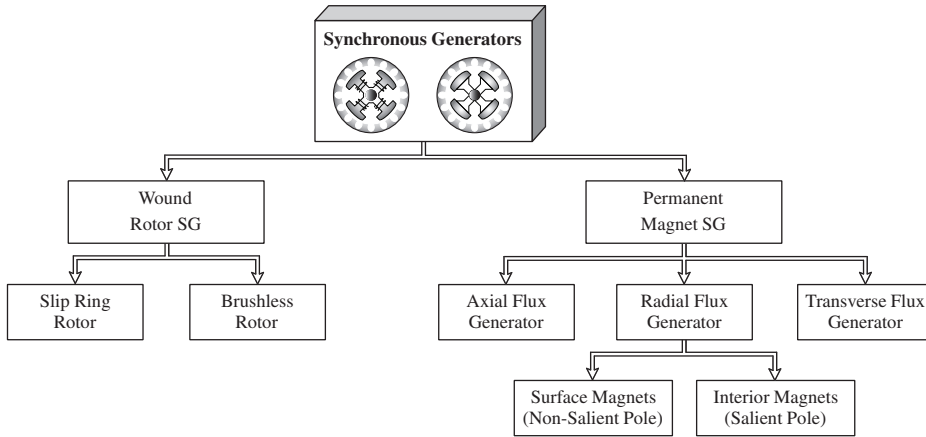 Synchronous Generators
Wound
Rotor SG
Permanent
Magnet SG
Slip Ring
Rotor
Brushless
Rotor
Axial Flux
Generator
Radial Flux
Generator
Transverse Flux
Generator
Surface Magnets
(Non-Salient Pole)
Interior Magnets
(Salient Pole)